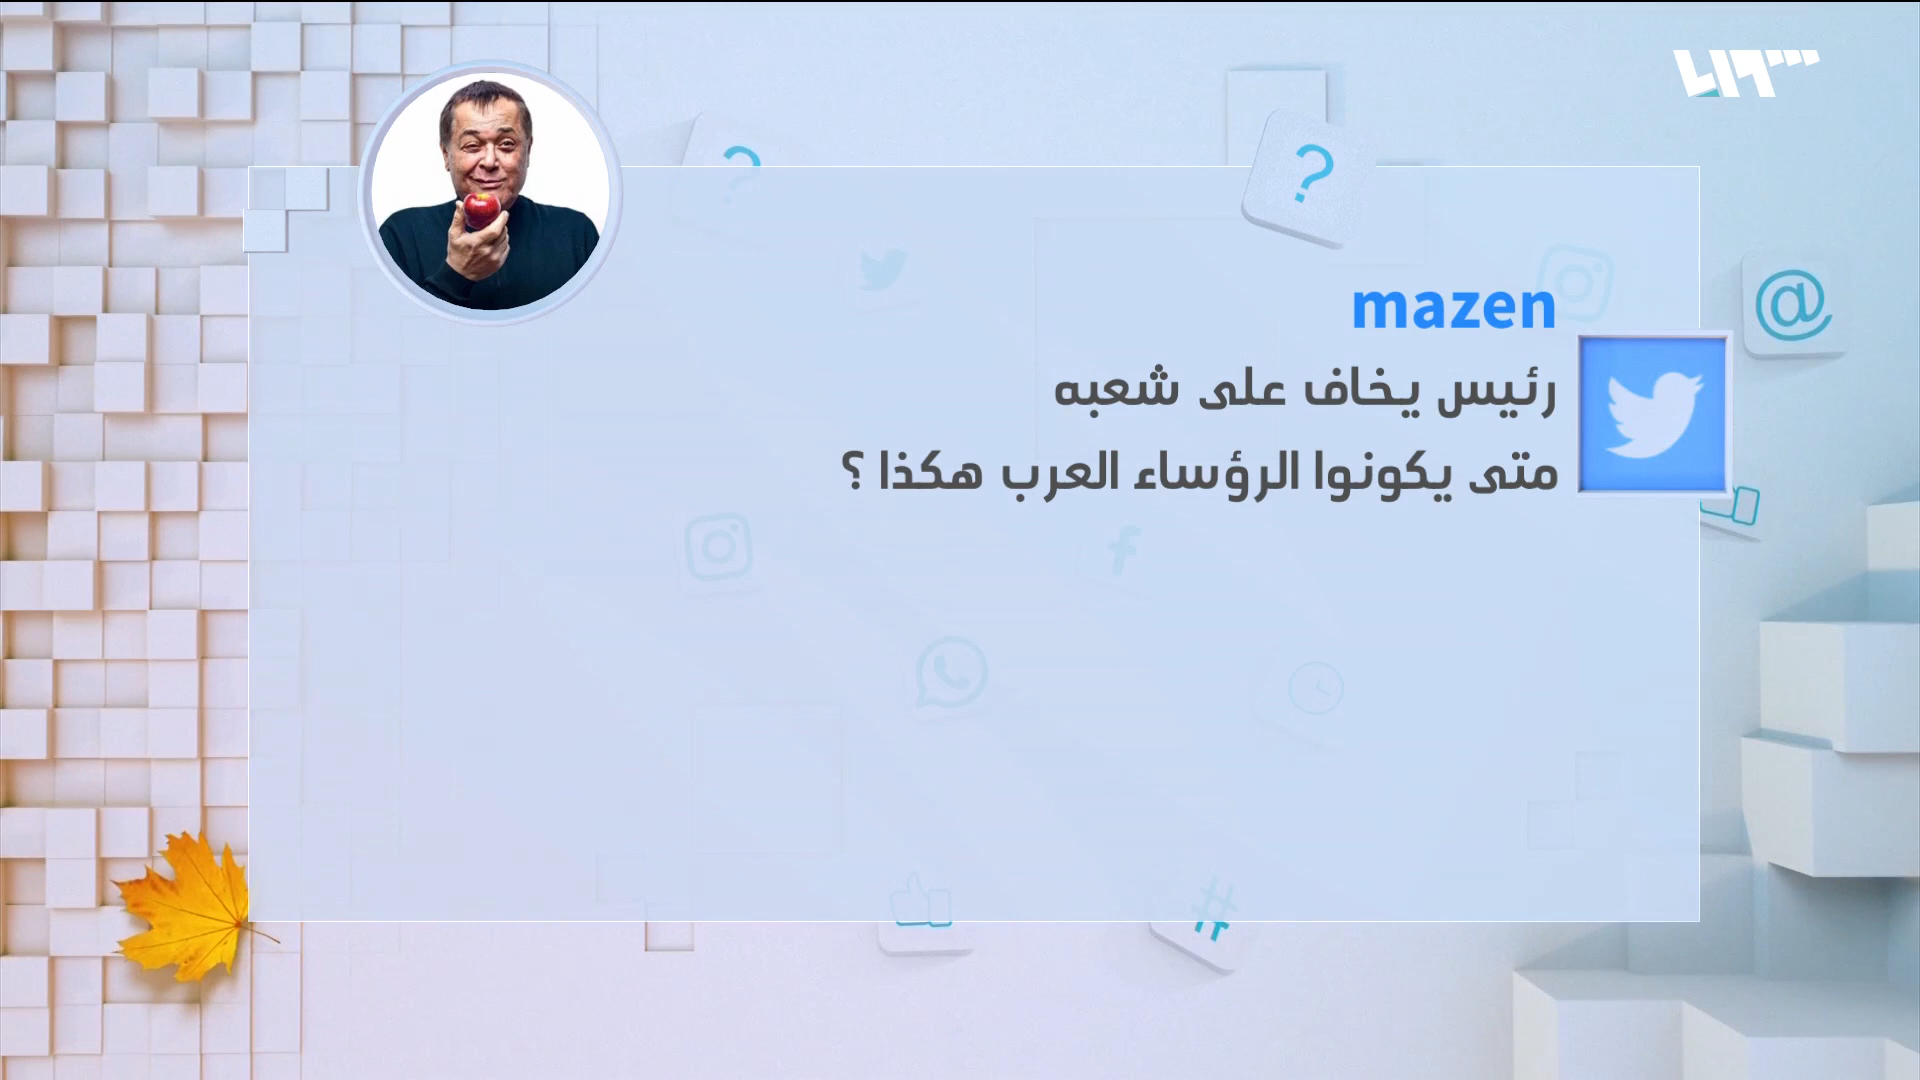 mazen
رئيس يخاف على شعبه
متى يكونوا الرؤساء العرب هكذا ؟